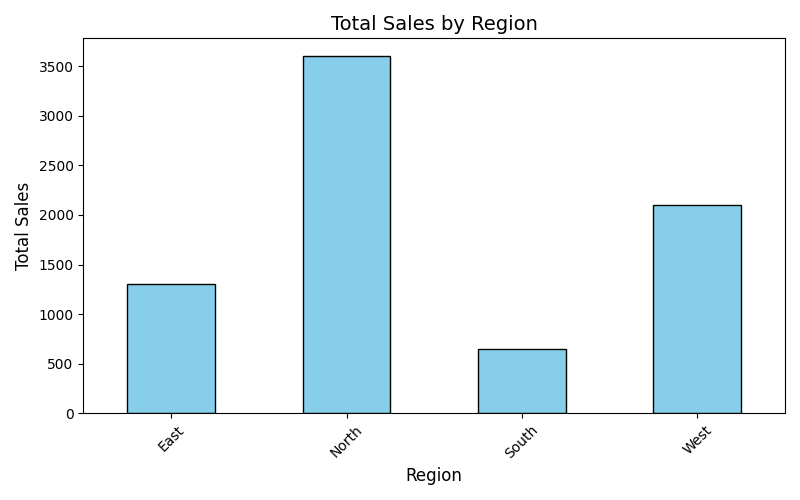 Total Sales by Region
Total Sales
3500
3000
2500
2000
1500
1000
500
0
East
North
South
West
Region